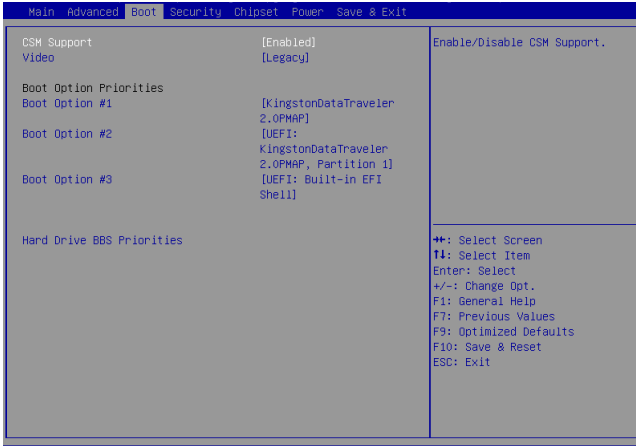 Main Advanced Boot Security Chipset Power Save & Exit
CSM Support [Enabled]
Video [Legacy]
Boot Option Priorities
Boot Option #1 [KingstonDataTraveler
2.0PMAP]
Boot Option #2 [UEFI:
KingstonDataTraveler
2.0PMAP, Partition 1]
Boot Option #3 [UEFI: Built-in EFI
Shell]
Hard Drive BBS Priorities
Enable/Disable CSM Support.
→←: Select Screen
↑↓: Select Item
Enter: Select
+/-: Change Opt.
F1: General Help
F7: Previous Values
F9: Optimized Defaults
F10: Save & Reset
ESC: Exit